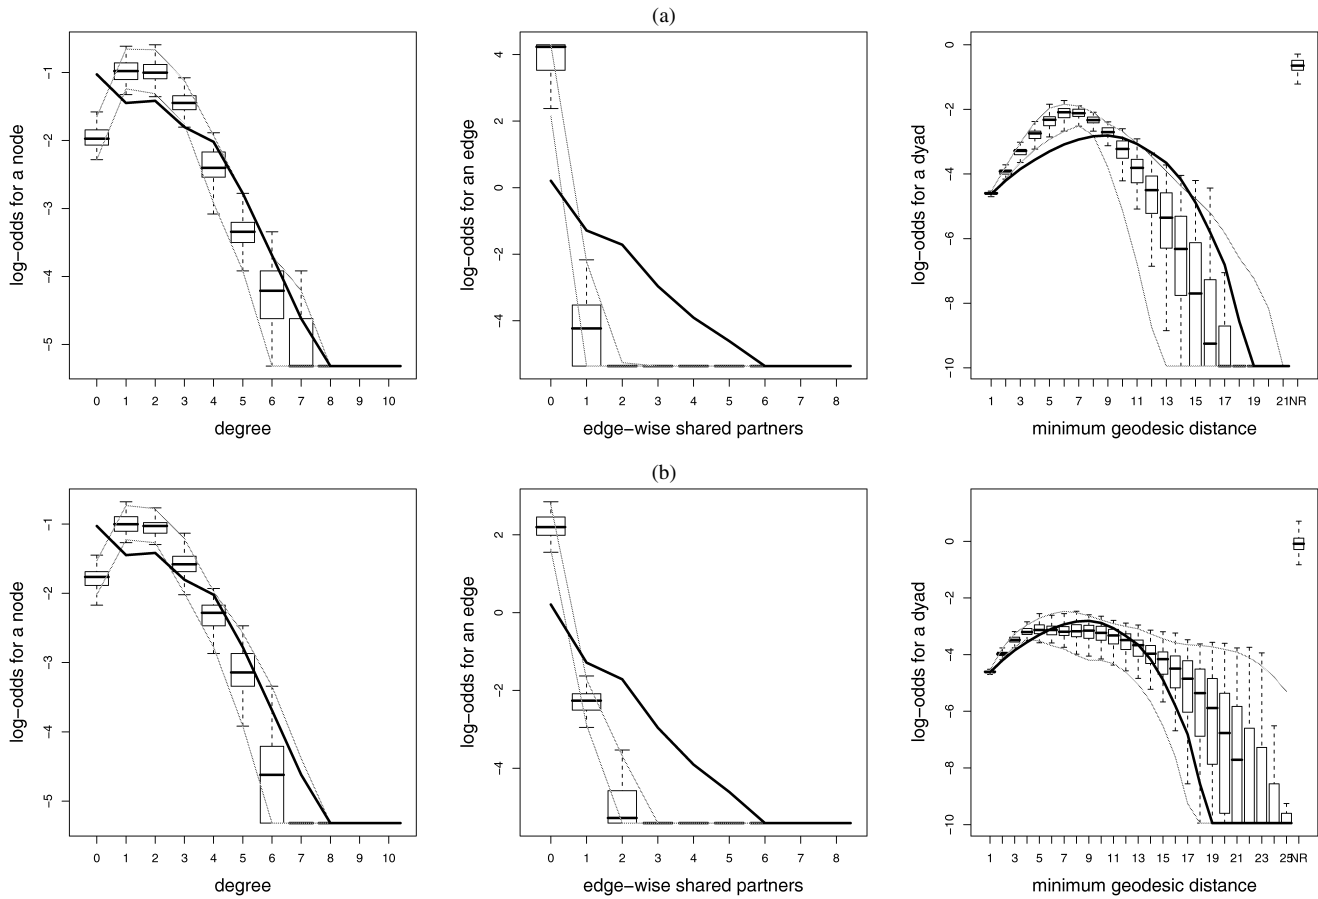 (a)
log−odds for a node
−1
−2
−3
−4
−5
0 1 2 3 4 5 6 7 8 9 10
degree
log−odds for an edge
4
2
0
−2
−4
0 1 2 3 4 5 6 7 8
edge−wise shared partners
log−odds for a dyad
0
−2
−4
−6
−8
−10
1 3 5 7 9 11 13 15 17 19 21NR
minimum geodesic distance
(b)
log−odds for a node
−1
−2
−3
−4
−5
0 1 2 3 4 5 6 7 8 9 10
degree
log−odds for an edge
2
0
−2
−4
0 1 2 3 4 5 6 7 8
edge−wise shared partners
log−odds for a dyad
0
−2
−4
−6
−8
−10
1 3 5 7 9 11 13 15 17 19 21 23 25NR
minimum geodesic distance